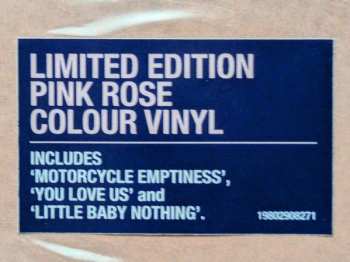 LIMITED EDITION
PINK ROSE
COLOUR VINYL
INCLUDES
‘MOTORCYCLE EMPTINESS’,
‘YOU LOVE US’ and
‘LITTLE BABY NOTHING’.
19802908271